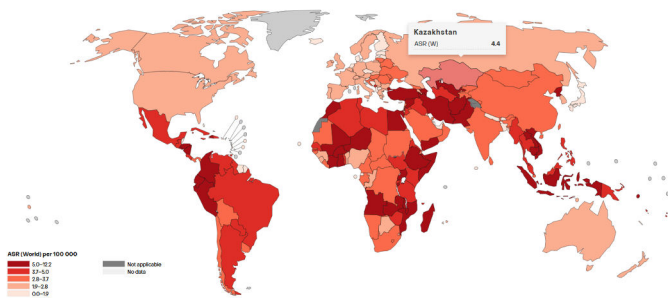 Kazakhstan
ASR (W) 4.4
ASR (World) per 100 000
5.0–12.2
3.7–5.0
2.8–3.7
1.9–2.8
0.0–1.9
Not applicable
No data